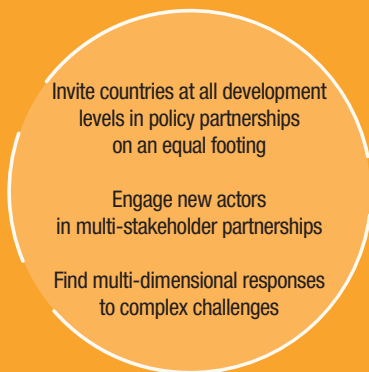 Invite countries at all development
levels in policy partnerships
on an equal footing
Engage new actors
in multi-stakeholder partnerships
Find multi-dimensional responses
to complex challenges